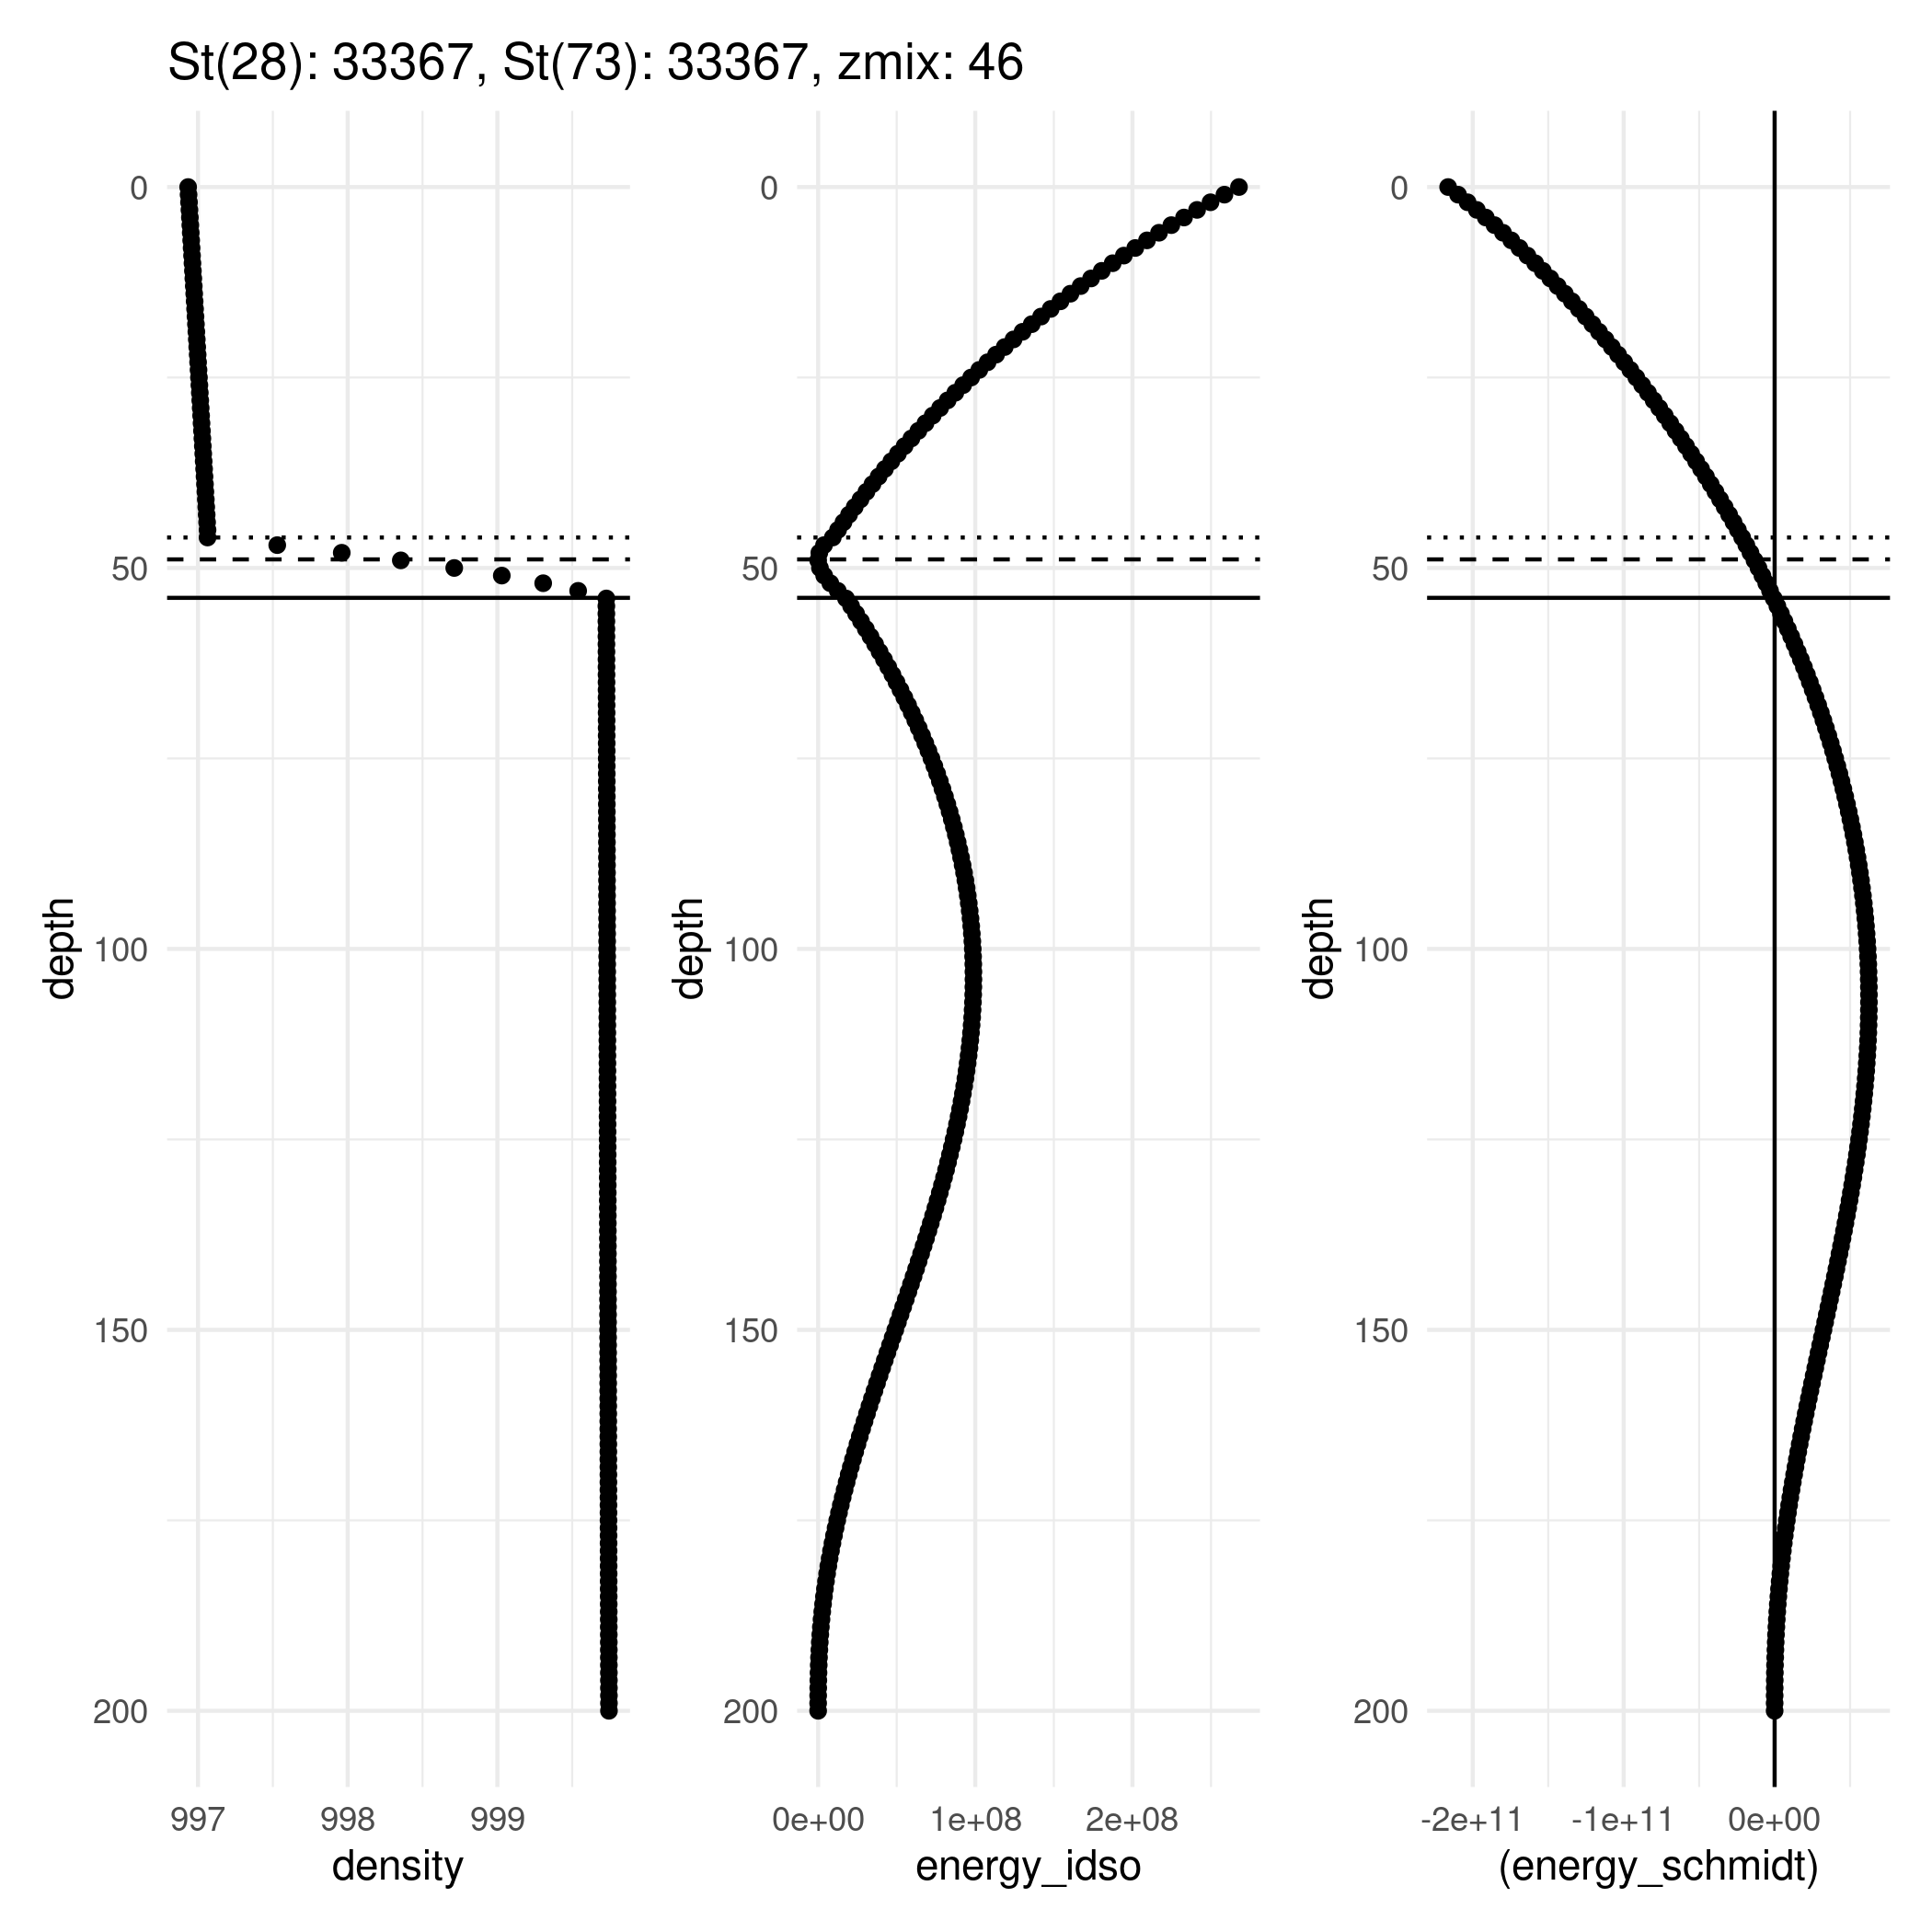 St(28): 33367, St(73): 33367, zmix: 46
0
50
100
150
200
depth
997 998 999
density
0
50
100
150
200
depth
0e+00 1e+08 2e+08
energy_idso
0
50
100
150
200
depth
-2e+11 -1e+11 0e+00
(energy_schmidt)